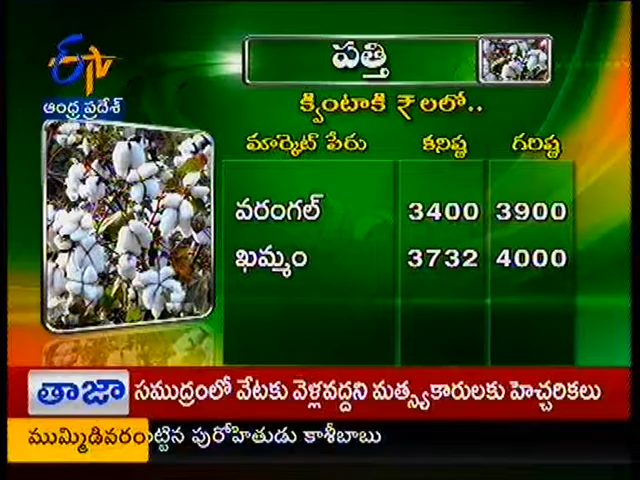 ETV
ఆంధ్ర ప్రదేశ్
పత్తి
క్వింటాకి ₹ లలో..
మార్కెట్ పేరు కనిష్ట గరిష్ట
వరంగల్ 3400 3900
ఖమ్మం 3732 4000
తాజా సముద్రంలో వేటకు వెళ్లవద్దని మత్స్యకారులకు హెచ్చరికలు
ముమ్మిడివరం ట్టిన పురోహితుడు కాశీబాబు